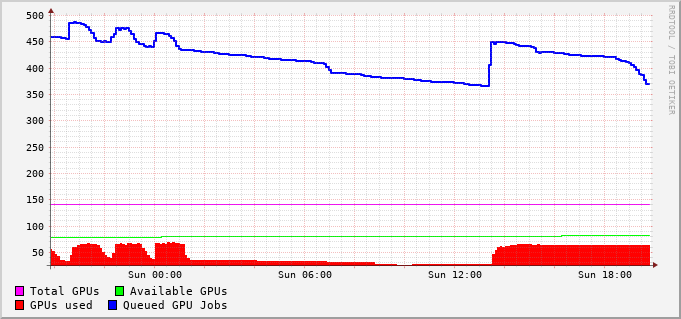 500
450
400
350
300
250
200
150
100
50
Sun 00:00 Sun 06:00 Sun 12:00 Sun 18:00
Total GPUs Available GPUs
GPUs used Queued GPU Jobs
RRDTOOL / TOBI OETIKER